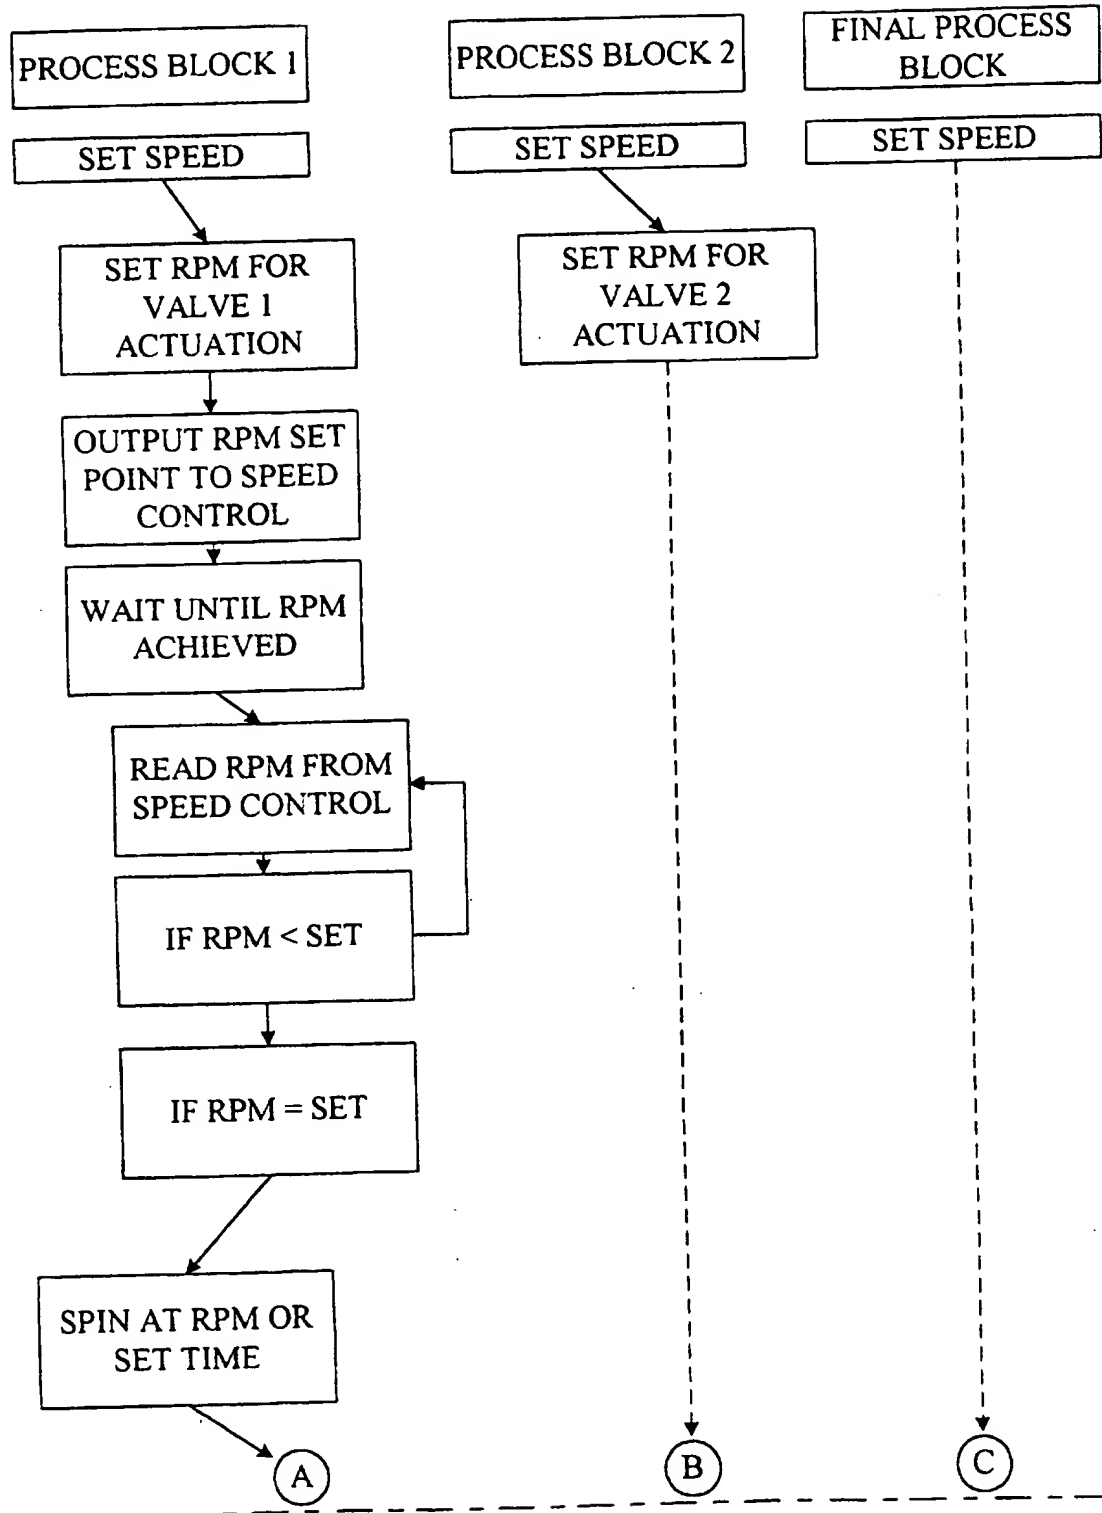 PROCESS BLOCK 1
SET SPEED
SET RPM FOR
VALVE 1
ACTUATION
OUTPUT RPM SET
POINT TO SPEED
CONTROL
WAIT UNTIL RPM
ACHIEVED
READ RPM FROM
SPEED CONTROL
IF RPM < SET
IF RPM = SET
SPIN AT RPM OR
SET TIME
A
PROCESS BLOCK 2
SET SPEED
SET RPM FOR
VALVE 2
ACTUATION
B
FINAL PROCESS
BLOCK
SET SPEED
C